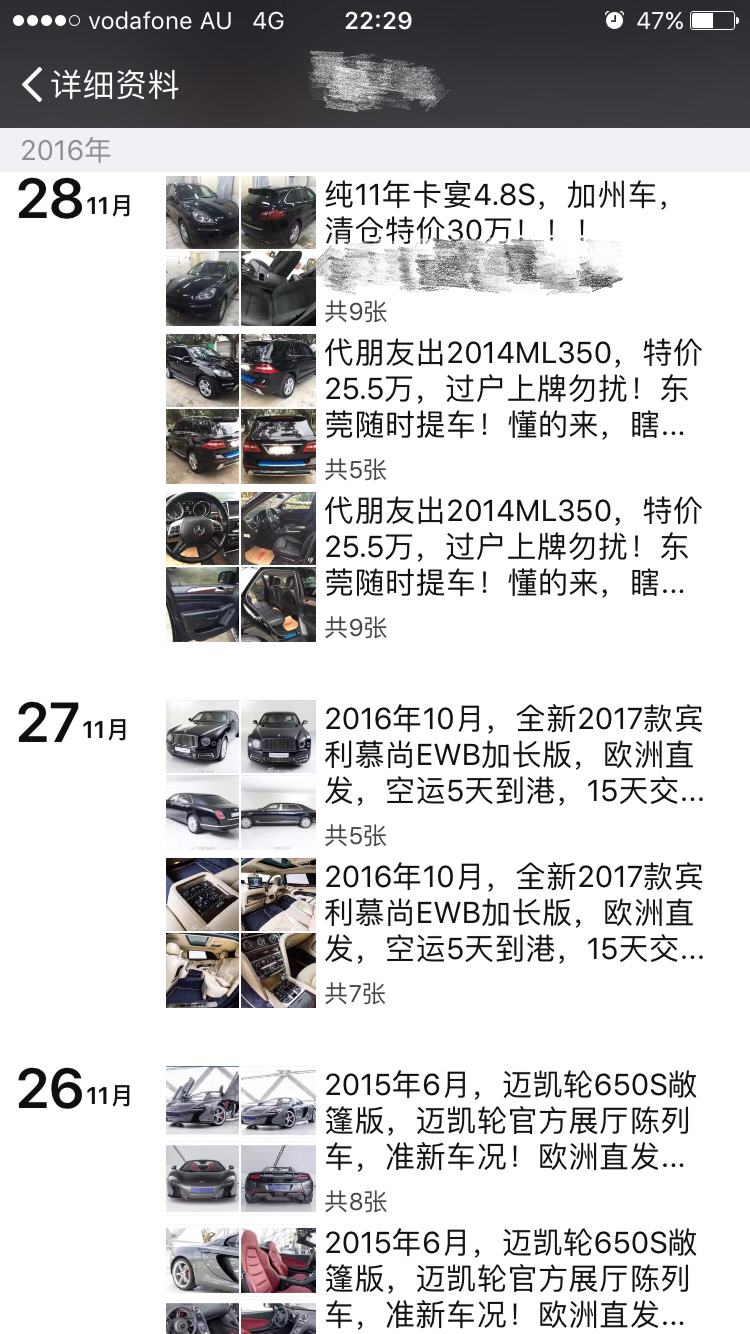 vodafone AU 4G 22:29 47%
详细资料
2016年
28 11月
纯11年卡宴4.8S，加州车，
清仓特价30万！！！
共9张
代朋友出2014ML350，特价
25.5万，过户上牌勿扰！东
莞随时提车！懂的来，瞎...
共5张
代朋友出2014ML350，特价
25.5万，过户上牌勿扰！东
莞随时提车！懂的来，瞎...
共9张
27 11月
2016年10月，全新2017款宾
利慕尚EWB加长版，欧洲直
发，空运5天到港，15天交...
共5张
2016年10月，全新2017款宾
利慕尚EWB加长版，欧洲直
发，空运5天到港，15天交...
共7张
26 11月
2015年6月，迈凯轮650S敞
篷版，迈凯轮官方展厅陈列
车，准新车况！欧洲直发...
共8张
2015年6月，迈凯轮650S敞
篷版，迈凯轮官方展厅陈列
车，准新车况！欧洲直发...